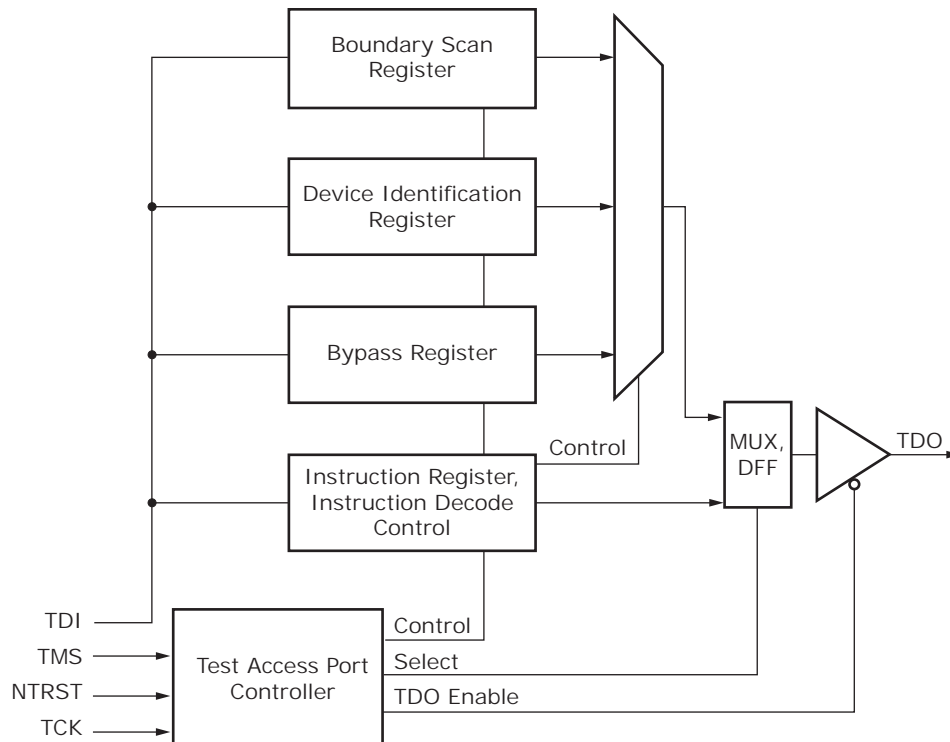 Boundary Scan
Register
Device Identification
Register
Bypass Register
Control
Instruction Register,
Instruction Decode
Control
MUX,
DFF
TDO
TDI
TMS
NTRST
TCK
Test Access Port
Controller
Control
Select
TDO Enable